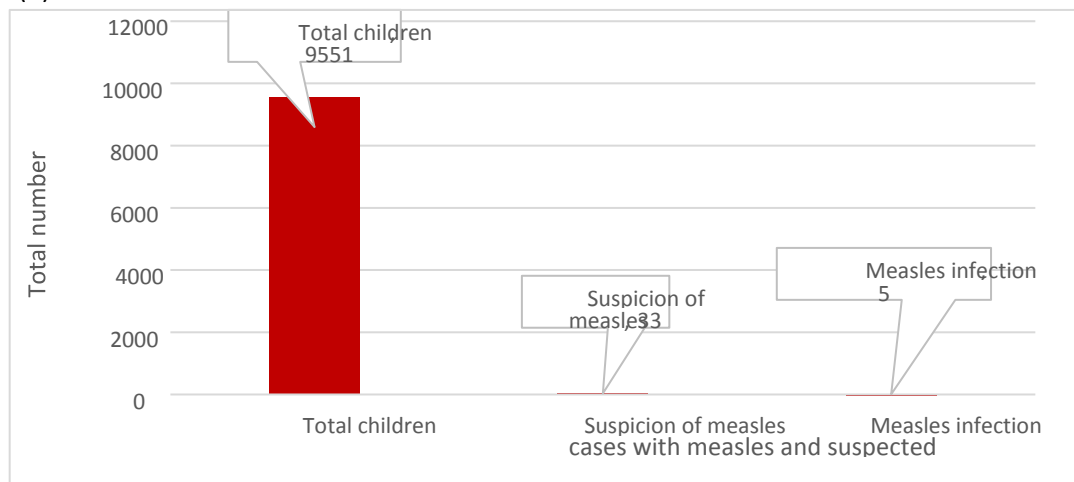 12000
10000
8000
6000
4000
2000
0
Total number
Total children,
9551
Suspicion of
measles, 33
Measles infection,
5
Total children
Suspicion of measles
Measles infection
cases with measles and suspected